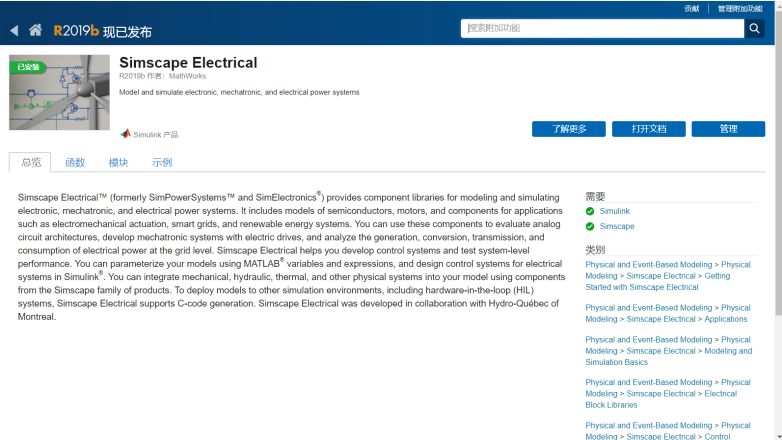 贡献 管理附加功能
R2019b 现已发布
搜索附加功能
已安装
Simscape Electrical
R2019b 作者: MathWorks
Model and simulate electronic, mechatronic, and electrical power systems
Simulink 产品
了解更多 打开文档 管理
总览 函数 模块 示例
Simscape Electrical™ (formerly SimPowerSystems™ and SimElectronics®) provides component libraries for modeling and simulating
electronic, mechatronic, and electrical power systems. It includes models of semiconductors, motors, and components for applications
such as electromechanical actuation, smart grids, and renewable energy systems. You can use these components to evaluate analog
circuit architectures, develop mechatronic systems with electric drives, and analyze the generation, conversion, transmission, and
consumption of electrical power at the grid level. Simscape Electrical helps you develop control systems and test system-level
performance. You can parameterize your models using MATLAB® variables and expressions, and design control systems for electrical
systems in Simulink®. You can integrate mechanical, hydraulic, thermal, and other physical systems into your model using components
from the Simscape family of products. To deploy models to other simulation environments, including hardware-in-the-loop (HIL)
systems, Simscape Electrical supports C-code generation. Simscape Electrical was developed in collaboration with Hydro-Québec of
Montreal.
需要
Simulink
Simscape
类别
Physical and Event-Based Modeling > Physical
Modeling > Simscape Electrical > Getting
Started with Simscape Electrical
Physical and Event-Based Modeling > Physical
Modeling > Simscape Electrical > Applications
Physical and Event-Based Modeling > Physical
Modeling > Simscape Electrical > Modeling and
Simulation Basics
Physical and Event-Based Modeling > Physical
Modeling > Simscape Electrical > Electrical
Block Libraries
Physical and Event-Based Modeling > Physical
Modeling > Simscape Electrical > Control